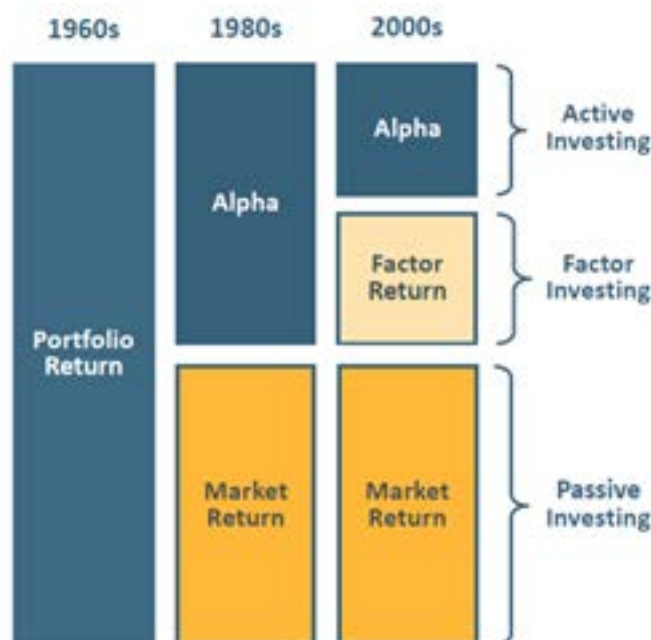 1960s
1980s
2000s
Portfolio
Return
Alpha
Market
Return
Alpha
Factor
Return
Market
Return
Active
Investing
Factor
Investing
Passive
Investing